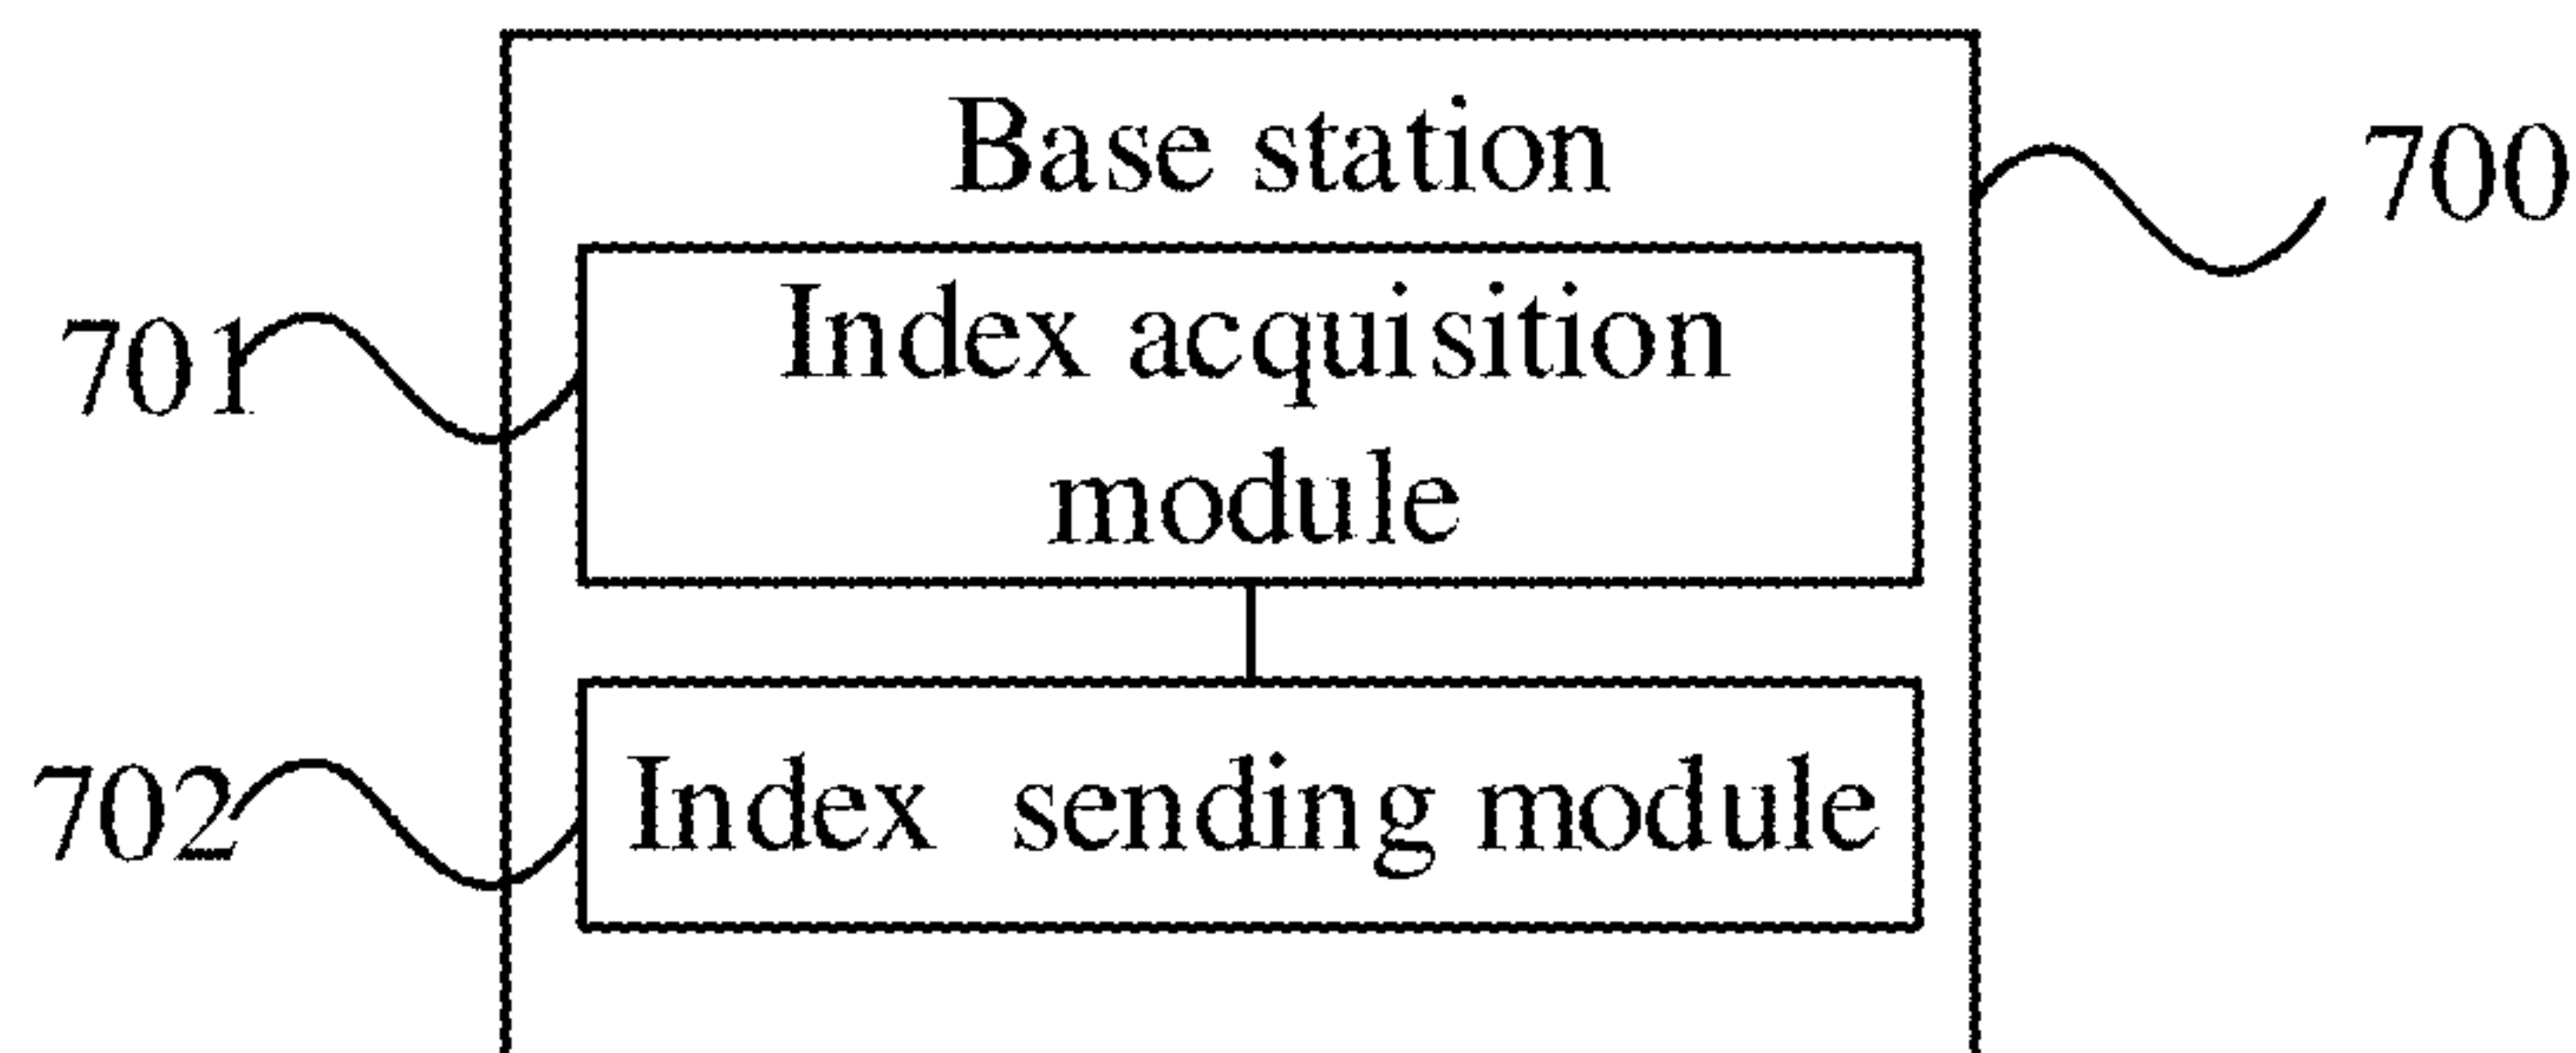 Base station
700
Index acquisition
module
701
Index sending module
702